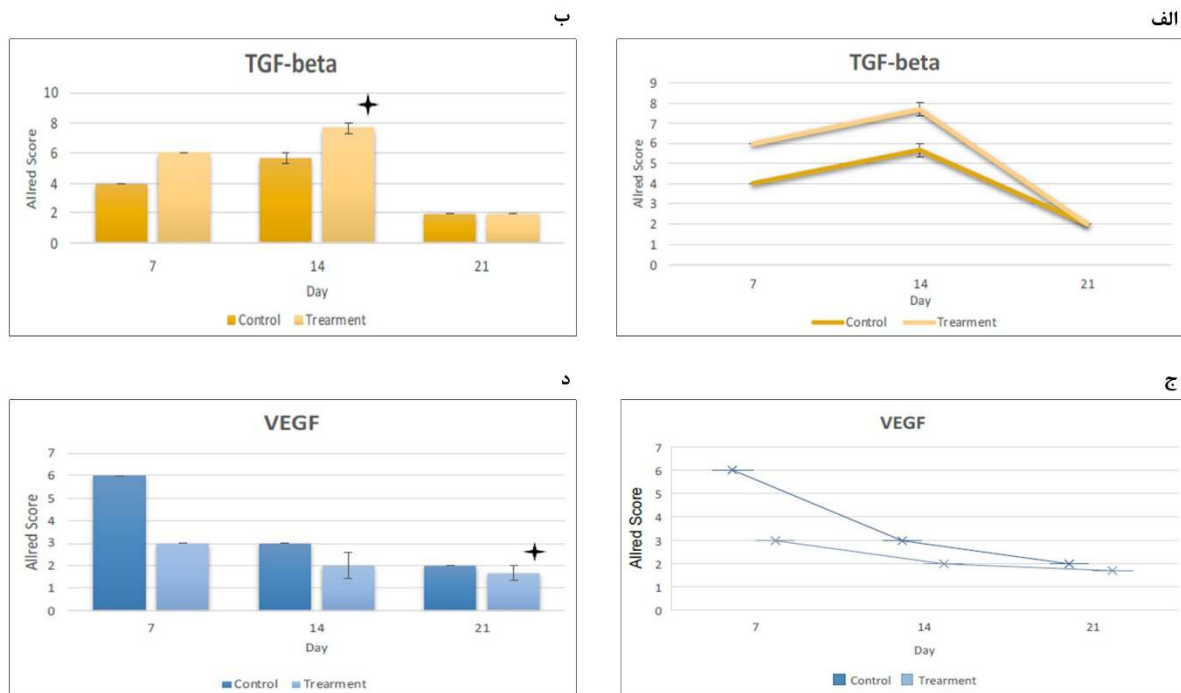 ب
TGF-beta
10
8
6
4
2
0
Allred Score
7
14
21
Day
Control
Trearment
الف
TGF-beta
9
8
7
6
5
4
3
2
1
0
Allred Score
7
14
21
Day
Control
Trearment
د
VEGF
7
6
5
4
3
2
1
0
Allred Score
7
14
21
Day
Control
Trearment
ج
VEGF
7
6
5
4
3
2
1
0
Allred Score
7
14
21
Day
Control
Trearment